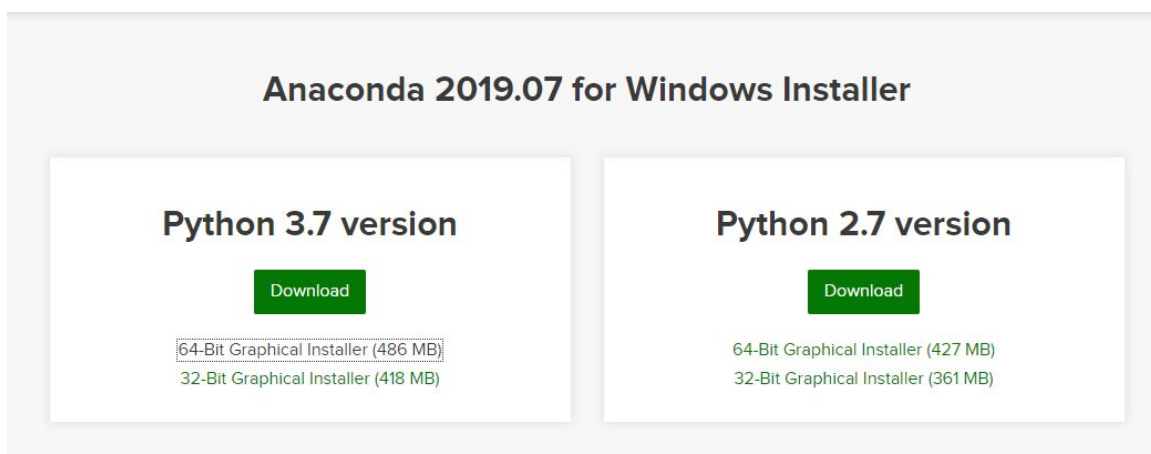 Anaconda 2019.07 for Windows Installer
Python 3.7 version
Download
64-Bit Graphical Installer (486 MB)
32-Bit Graphical Installer (418 MB)
Python 2.7 version
Download
64-Bit Graphical Installer (427 MB)
32-Bit Graphical Installer (361 MB)